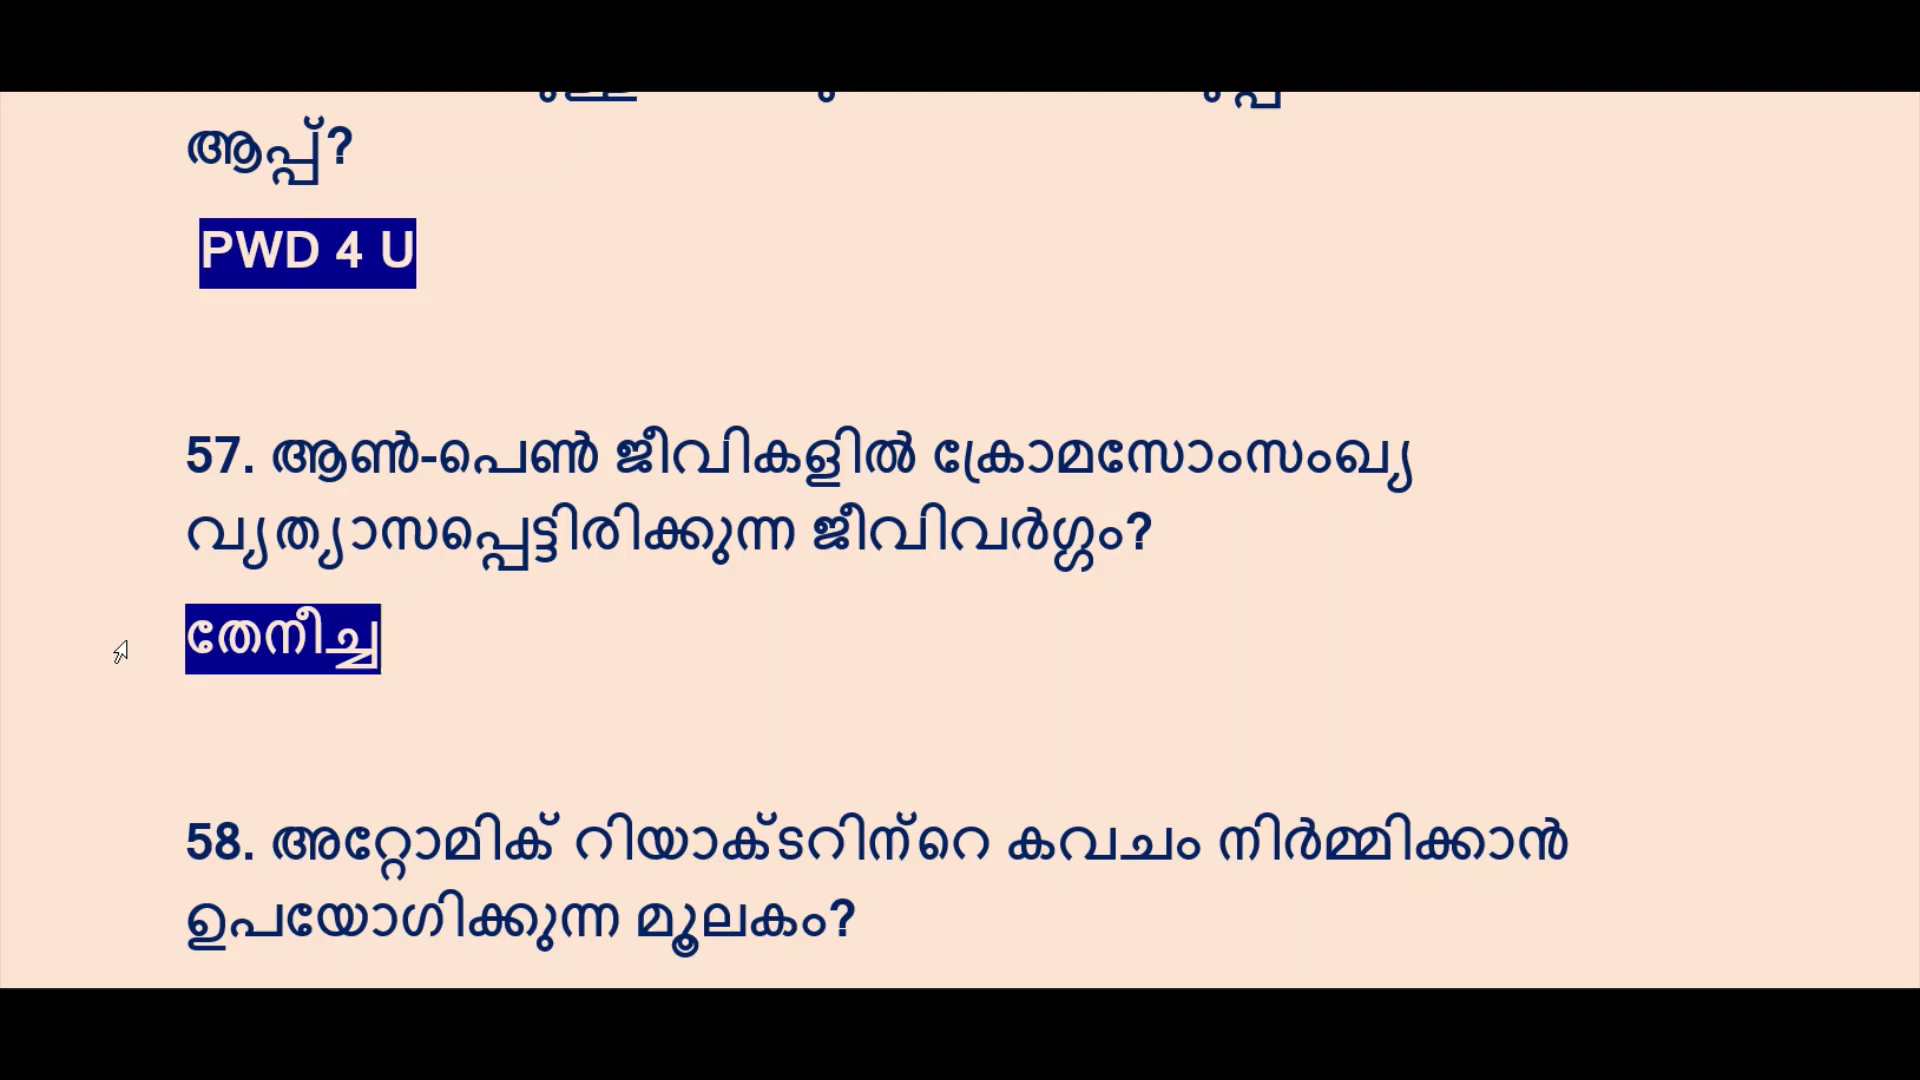 ആപ്പ്?
PWD 4 U
57. ആൺ-പെൺ ജീവികളിൽ ക്രോമസോംസംഖ്യ
വ്യത്യാസപ്പെട്ടിരിക്കുന്ന ജീവിവർഗ്ഗം?
തേനീച്ച
58. അറ്റോമിക് റിയാക്ടറിന്റെ കവചം നിർമ്മിക്കാൻ
ഉപയോഗിക്കുന്ന മൂലകം?